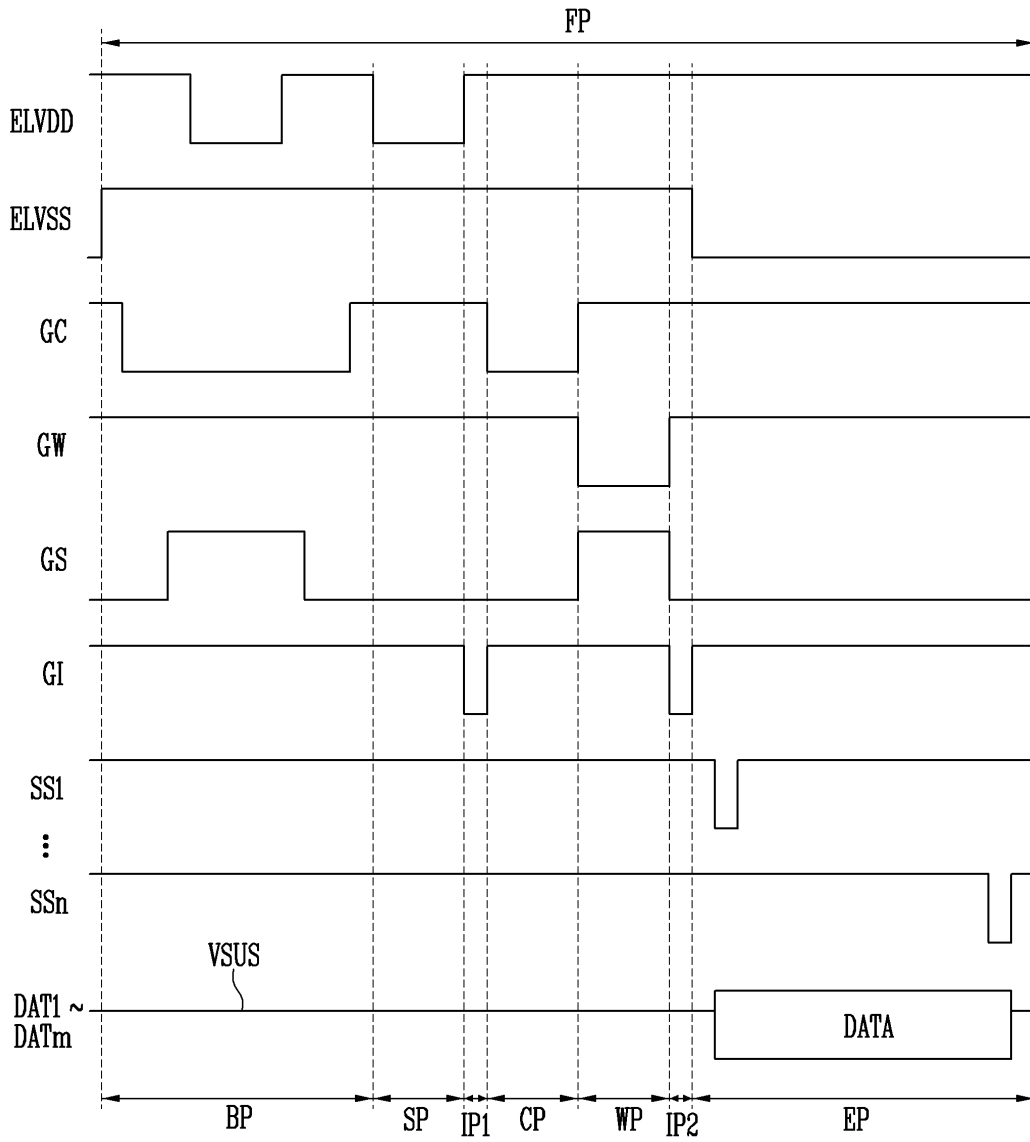 FP
ELVDD
ELVSS
GC
GW
GS
GI
SS1
⋮
SSn
VSUS
DAT1 ~
DATm
DATA
BP
SP
IP1
CP
WP
IP2
EP